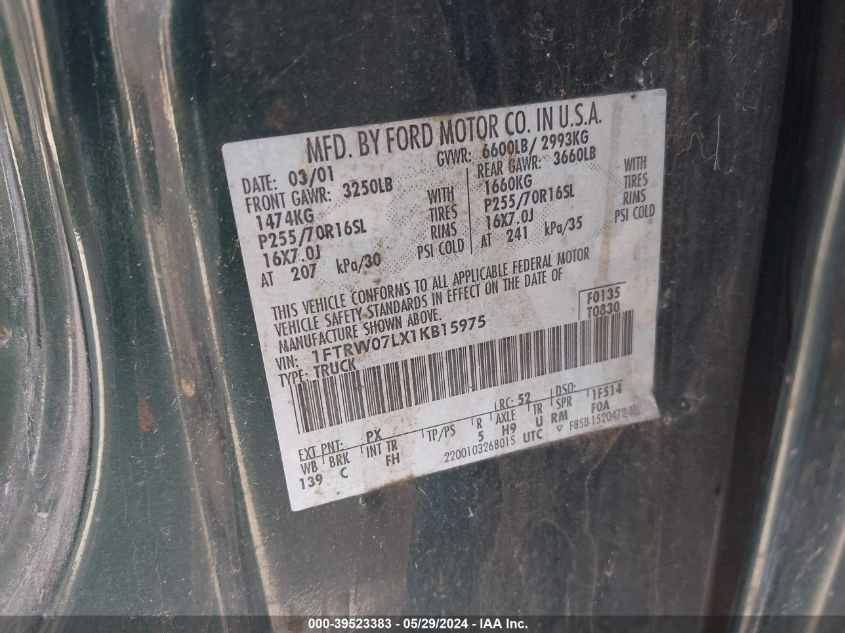 MFD. BY FORD MOTOR CO. IN U.S.A.
DATE: 03/01 GVWR: 6600LB/ 2993KG
FRONT GAWR: 3250LB REAR GAWR: 3660LB
1474KG WITH 1660KG WITH
P255/70R16SL TIRES P255/70R16SL TIRES
16X7.0J RIMS 16X7.0J RIMS
AT 207 kPa/30 PSI COLD AT 241 kPa/35 PSI COLD
THIS VEHICLE CONFORMS TO ALL APPLICABLE FEDERAL MOTOR
VEHICLE SAFETY STANDARDS IN EFFECT ON THE DATE OF
MANUFACTURE SHOWN ABOVE.
F0135
VIN: 1FTRW07LX1KB15975 T0830
TYPE: TRUCK
EXT PNT: PX RC: 52 DSO:
WB BRK INT TR TP/PS R AXLE TR SPR 1F514
139 C FH 5 H9 U RM F0A
2200103268015 UTC ▽
000-39523383 - 05/29/2024 - IAA Inc.